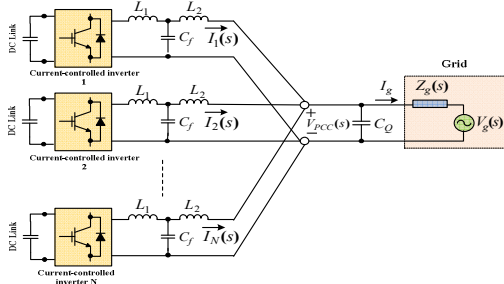 DC Link
L1
L2
Cf
I1(s)
Current-controlled inverter
1
DC Link
L1
L2
Cf
I2(s)
Current-controlled inverter
2
DC Link
L1
L2
Cf
IN(s)
Current-controlled
inverter N
+
VPCC(s)
−
CQ
Ig
Grid
Zg(s)
Vg(s)